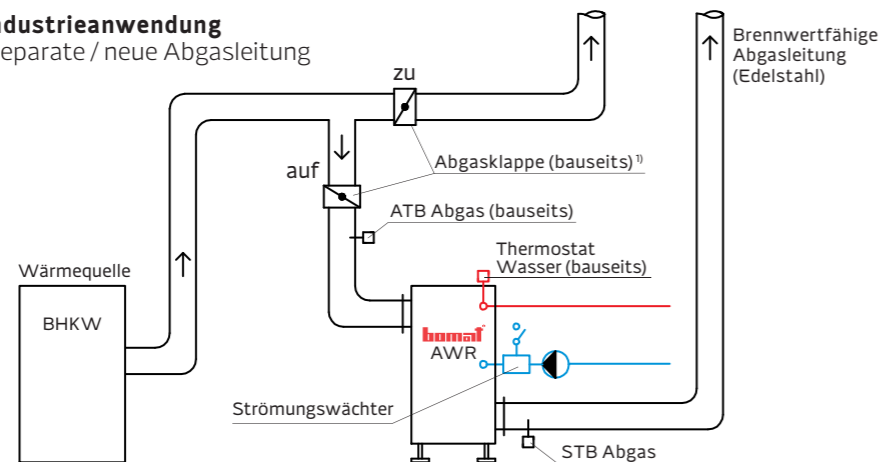 ndustrieanwendung
eparate / neue Abgasleitung
zu
auf
Brennwertfähige
Abgasleitung
(Edelstahl)
Abgasklappe (bauseits) ¹⁾
ATB Abgas (bauseits)
Thermostat
Wasser (bauseits)
Wärmequelle
BHKW
bomat
AWR
Strömungswächter
STB Abgas